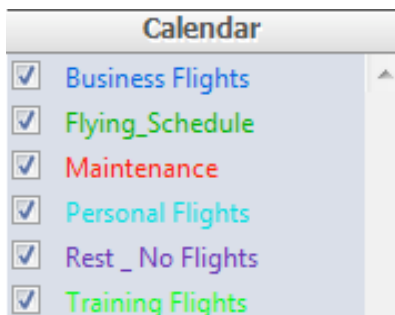 Calendar
Business Flights
Flying_Schedule
Maintenance
Personal Flights
Rest _ No Flights
Training Flights